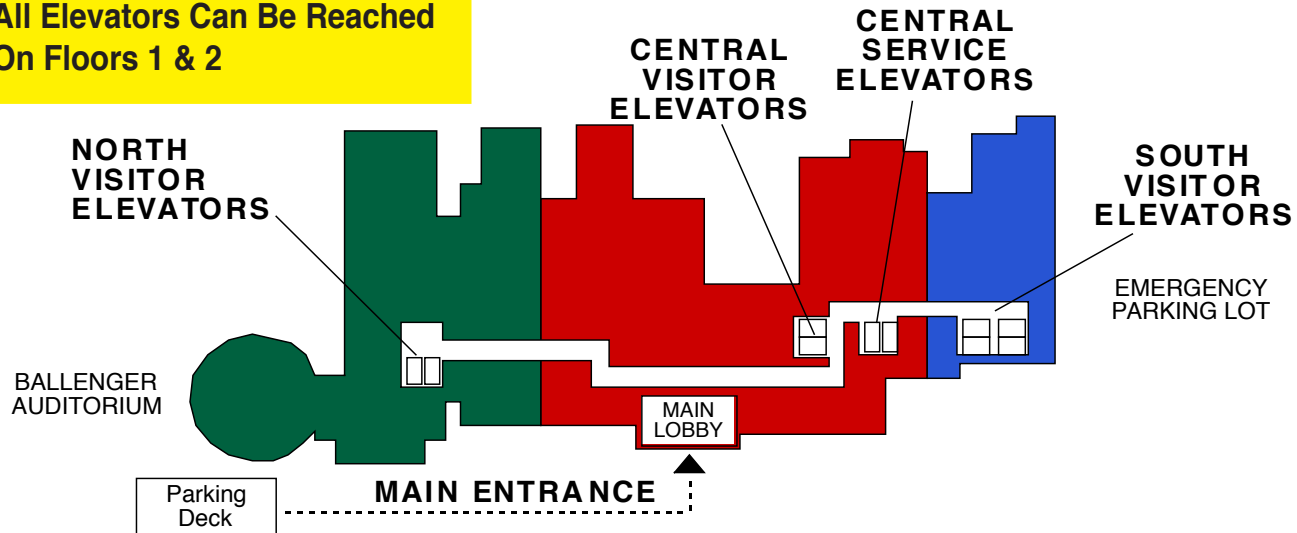 All Elevators Can Be Reached
On Floors 1 & 2
CENTRAL
VISITOR
ELEVATORS
CENTRAL
SERVICE
ELEVATORS
NORTH
VISITOR
ELEVATORS
SOUTH
VISITOR
ELEVATORS
EMERGENCY
PARKING LOT
BALLENGER
AUDITORIUM
MAIN
LOBBY
MAIN ENTRANCE
Parking
Deck